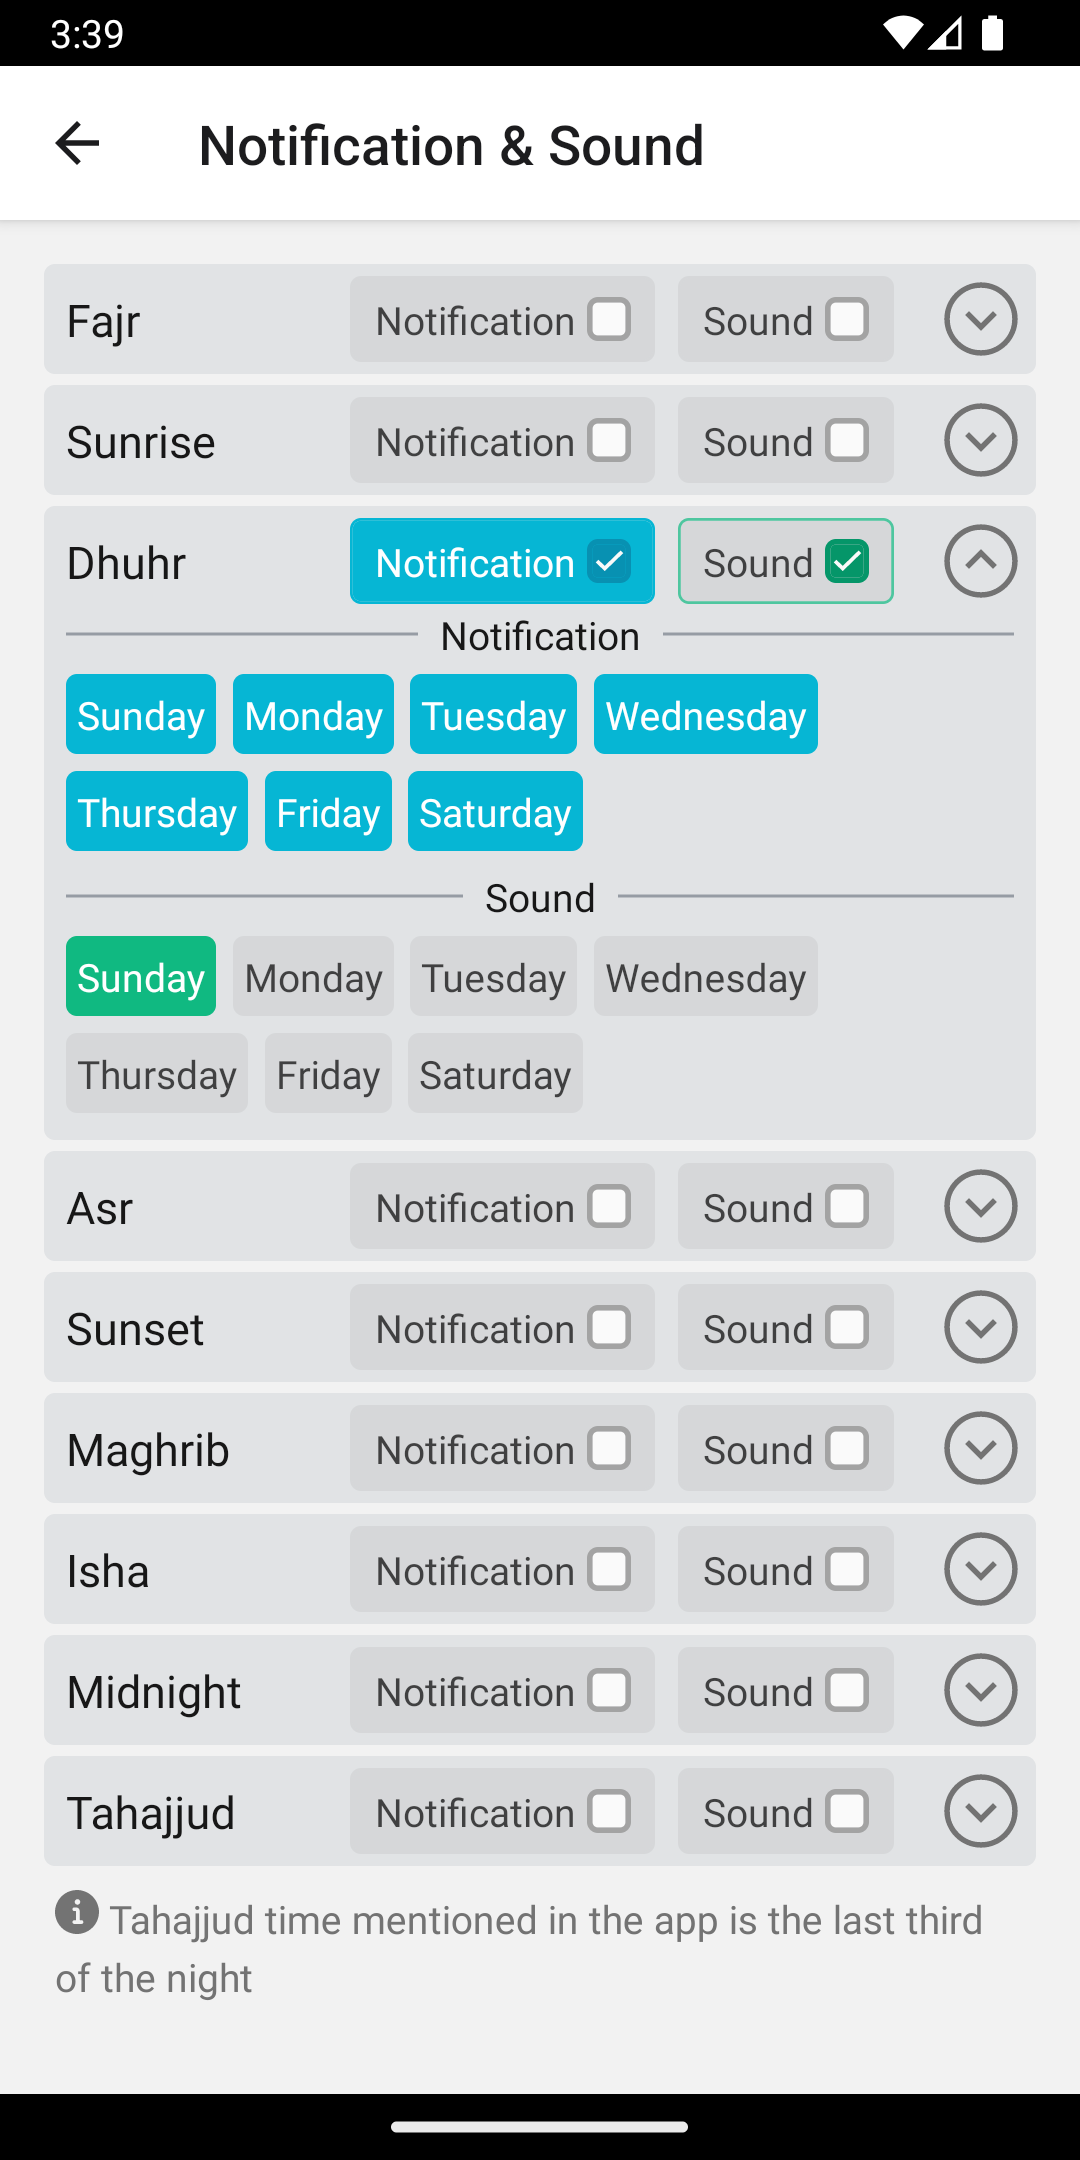 3:39
Notification & Sound
Fajr Notification Sound
Sunrise Notification Sound
Dhuhr Notification Sound
Notification
Sunday Monday Tuesday Wednesday
Thursday Friday Saturday
Sound
Sunday Monday Tuesday Wednesday
Thursday Friday Saturday
Asr Notification Sound
Sunset Notification Sound
Maghrib Notification Sound
Isha Notification Sound
Midnight Notification Sound
Tahajjud Notification Sound
Tahajjud time mentioned in the app is the last third
of the night